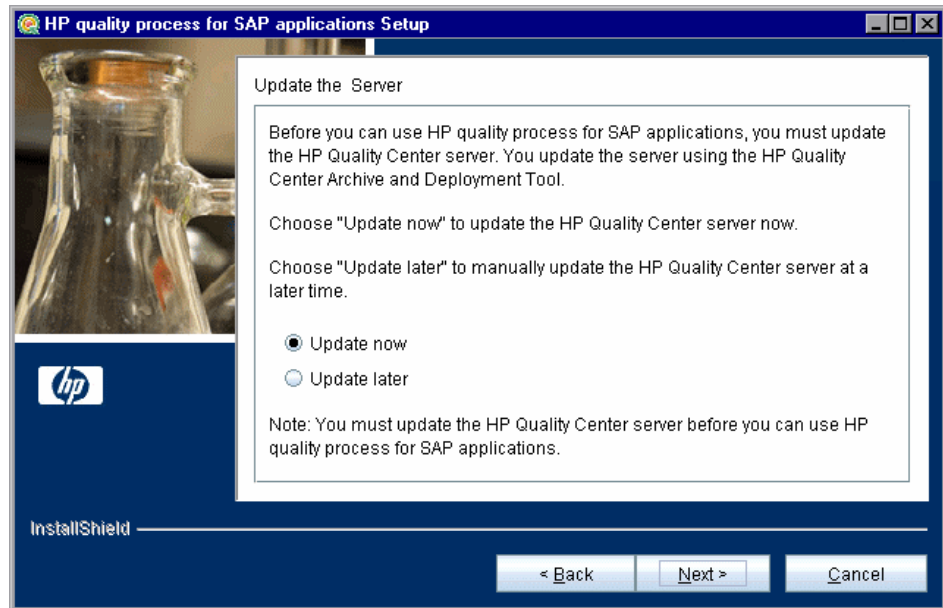 HP quality process for SAP applications Setup
Update the Server
Before you can use HP quality process for SAP applications, you must update
the HP Quality Center server. You update the server using the HP Quality
Center Archive and Deployment Tool.
Choose "Update now" to update the HP Quality Center server now.
Choose "Update later" to manually update the HP Quality Center server at a
later time.
Update now
Update later
Note: You must update the HP Quality Center server before you can use HP
quality process for SAP applications.
hp
InstallShield
< Back
Next >
Cancel